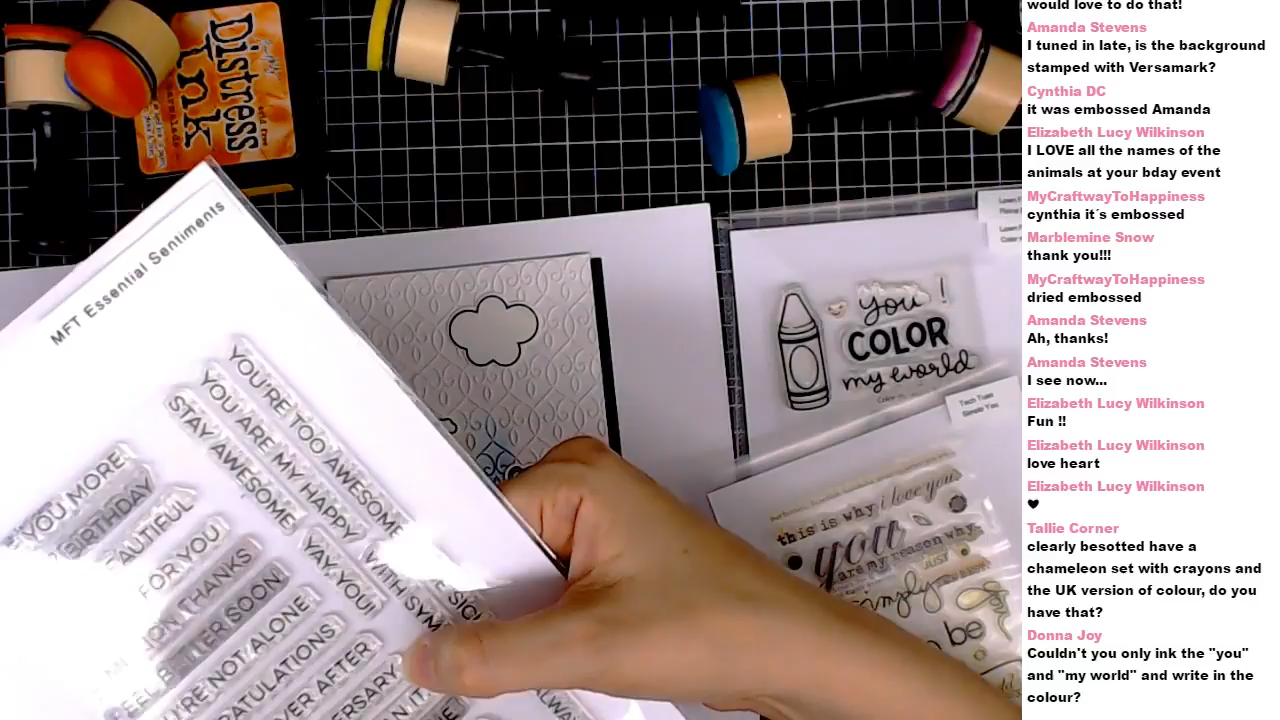 Distress
Ink
MFT Essential Sentiments
YOU'RE TOO AWESOME
YOU ARE MY HAPPY
STAY AWESOME
YAY, YOU!
YOU MORE
BIRTHDAY
FOR YOU
THANKS
SOON!
NOT ALONE
EVER AFTER
you !
COLOR
my world
this is why i love you
you
are my reason why.
simply
be
would love to do that!
Amanda Stevens
I tuned in late, is the background
stamped with Versamark?
Cynthia DC
it was embossed Amanda
Elizabeth Lucy Wilkinson
I LOVE all the names of the
animals at your bday event
MyCraftwayToHappiness
cynthia it´s embossed
Marblemine Snow
thank you!!!
MyCraftwayToHappiness
dried embossed
Amanda Stevens
Ah, thanks!
Amanda Stevens
I see now...
Elizabeth Lucy Wilkinson
Fun !!
Elizabeth Lucy Wilkinson
love heart
Elizabeth Lucy Wilkinson
♥
Tallie Corner
clearly besotted have a
chameleon set with crayons and
the UK version of colour, do you
have that?
Donna Joy
Couldn't you only ink the "you"
and "my world" and write in the
colour?